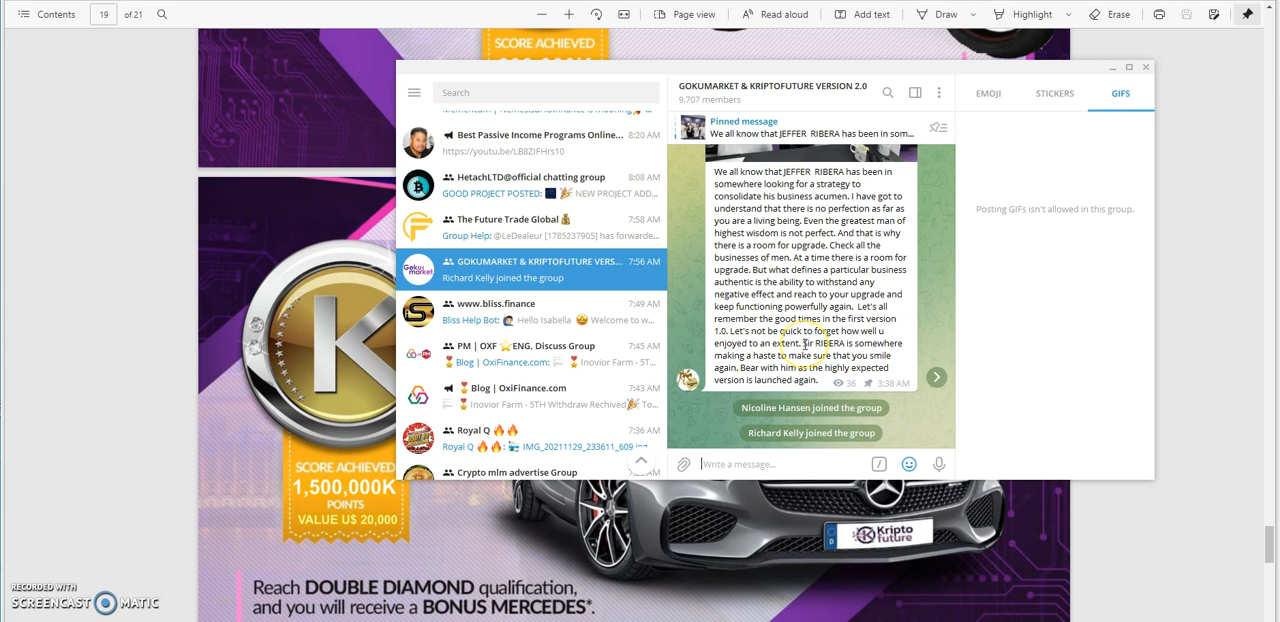 Contents
19 of 21
Page view
Read aloud
Add text
Draw
Highlight
Erase
SCORE ACHIEVED
Search
Best Passive Income Programs Online... 8:20 AM
https://youtu.be/LB8ZIFHrs10
HetachLTD@official chatting group 8:08 AM
GOOD PROJECT POSTED: NEW PROJECT ADD...
The Future Trade Global 7:58 AM
Group Help: @LeDealeur [1785237905] has forwarde...
GOKUMARKET & KRIPTOFUTURE VERS... 7:56 AM
Richard Kelly joined the group
www.bliss.finance 7:49 AM
Bliss Help Bot: Hello Isabella Welcome to w...
PM | OXF ENG. Discuss Group 7:45 AM
Blog | OxiFinance.com: Inovior Farm - 5T...
Blog | OxiFinance.com 7:43 AM
Inovior Farm - 5TH Withdraw Rechived To...
Royal Q 7:36 AM
Royal Q : IMG_20211129_233611_609.jpg
Crypto mlm advertise Group
GOKUMARKET & KRIPTOFUTURE VERSION 2.0
9,707 members
Pinned message
We all know that JEFFER RIBERA has been in som...
We all know that JEFFER RIBERA has been in
somewhere looking for a strategy to
consolidate his business acumen. I have got to
understand that there is no perfection as far as
you are a living being. Even the greatest man of
highest wisdom is not perfect. And that is why
there is a room for upgrade. Check all the
businesses of men. At a time there is a room for
upgrade. But what defines a particular business
authentic is the ability to withstand any
negative effect and reach to your upgrade and
keep functioning powerfully again. Let's all
remember the good times in the first version
1.0. Let's not be quick to forget how well u
enjoyed to an extent. Sir RIBERA is somewhere
making a haste to make sure that you smile
again. Bear with him as the highly expected
version is launched again.
36 3:38 AM
Nicoline Hansen joined the group
Richard Kelly joined the group
Write a message...
EMOJI
STICKERS
GIFS
Posting GIFs isn't allowed in this group.
Goku
market
K
SCORE ACHIEVED
1,500,000K
POINTS
VALUE U$ 20,000
Kripto
future
Reach DOUBLE DIAMOND qualification,
and you will receive a BONUS MERCEDES*.
RECORDED WITH
SCREENCAST MATIC